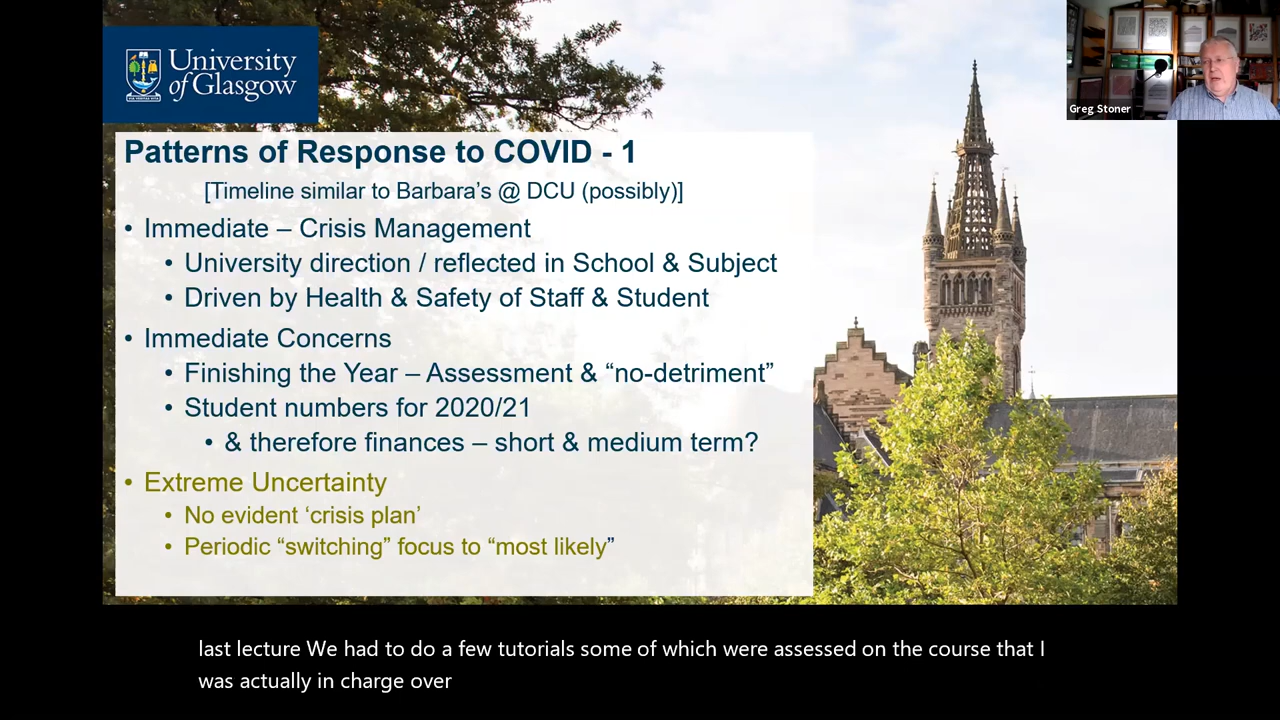 University
of Glasgow
Greg Stoner
Patterns of Response to COVID - 1
[Timeline similar to Barbara's @ DCU (possibly)]
• Immediate – Crisis Management
• University direction / reflected in School & Subject
• Driven by Health & Safety of Staff & Student
• Immediate Concerns
• Finishing the Year – Assessment & “no-detriment”
• Student numbers for 2020/21
• & therefore finances – short & medium term?
• Extreme Uncertainty
• No evident ‘crisis plan’
• Periodic “switching” focus to “most likely”
last lecture We had to do a few tutorials some of which were assessed on the course that I
was actually in charge over